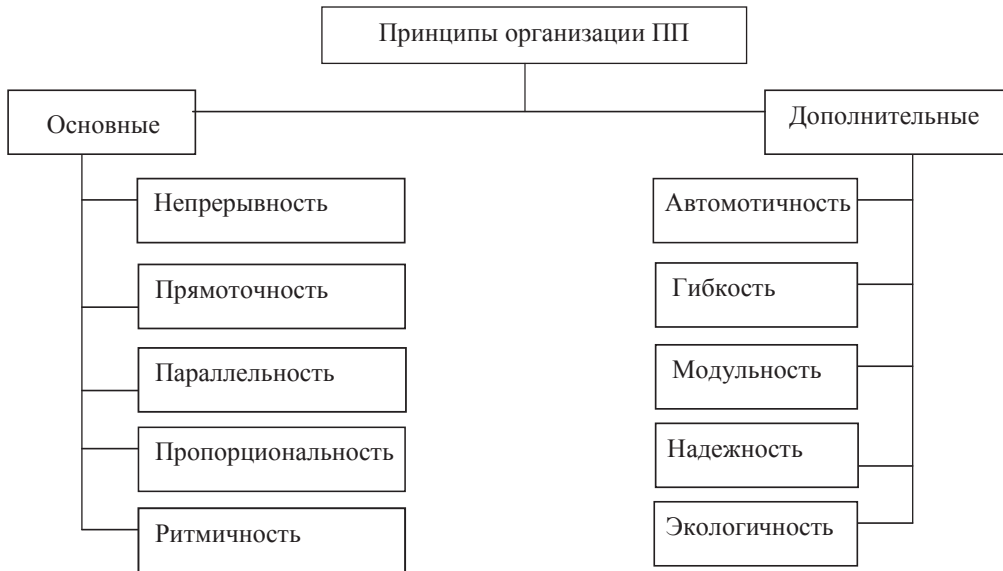 Принципы организации ПП
Основные
Непрерывность
Прямоточность
Параллельность
Пропорциональность
Ритмичность
Дополнительные
Автомотичность
Гибкость
Модульность
Надежность
Экологичность